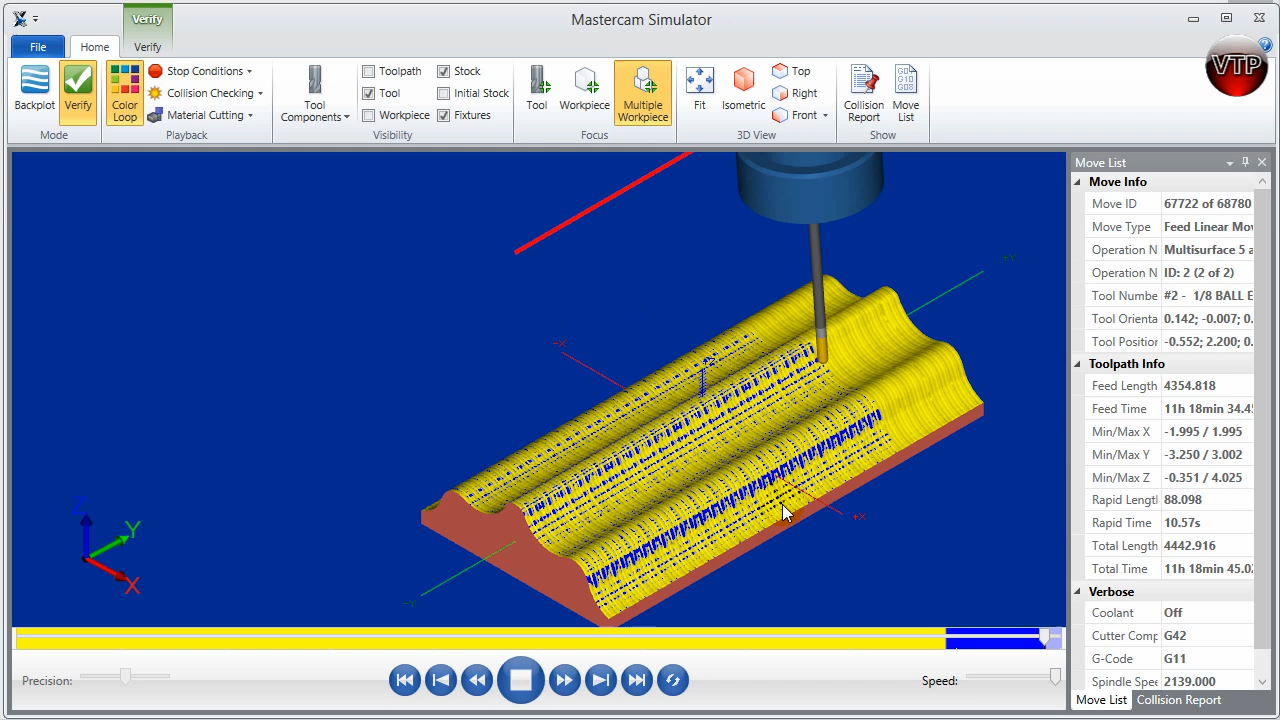 Verify
Mastercam Simulator
File Home Verify
VTP
Backplot Verify
Mode
Color Loop
Stop Conditions
Collision Checking
Material Cutting
Playback
Tool Components
Toolpath Stock
Tool Initial Stock
Workpiece Fixtures
Visibility
Tool Workpiece Multiple Workpiece
Focus
Fit Isometric
Top
Right
Front
3D View
Collision Report
G01 G10 G08
Move List
Show
+Y
-X
+X
-Y
Z
Y
X
Move List
Move Info
Move ID 67722 of 68780
Move Type Feed Linear Mo
Operation N Multisurface 5 a
Operation N ID: 2 (2 of 2)
Tool Numbe #2 - 1/8 BALL E
Tool Orienta 0.142; -0.007; 0.
Tool Position -0.552; 2.200; 0.
Toolpath Info
Feed Length 4354.818
Feed Time 11h 18min 34.4
Min/Max X -1.995 / 1.995
Min/Max Y -3.250 / 3.002
Min/Max Z -0.351 / 4.025
Rapid Lengt 88.098
Rapid Time 10.57s
Total Length 4442.916
Total Time 11h 18min 45.0
Verbose
Coolant Off
Cutter Comp G42
G-Code G11
Spindle Spee 2139.000
Move List Collision Report
Precision:
Speed: